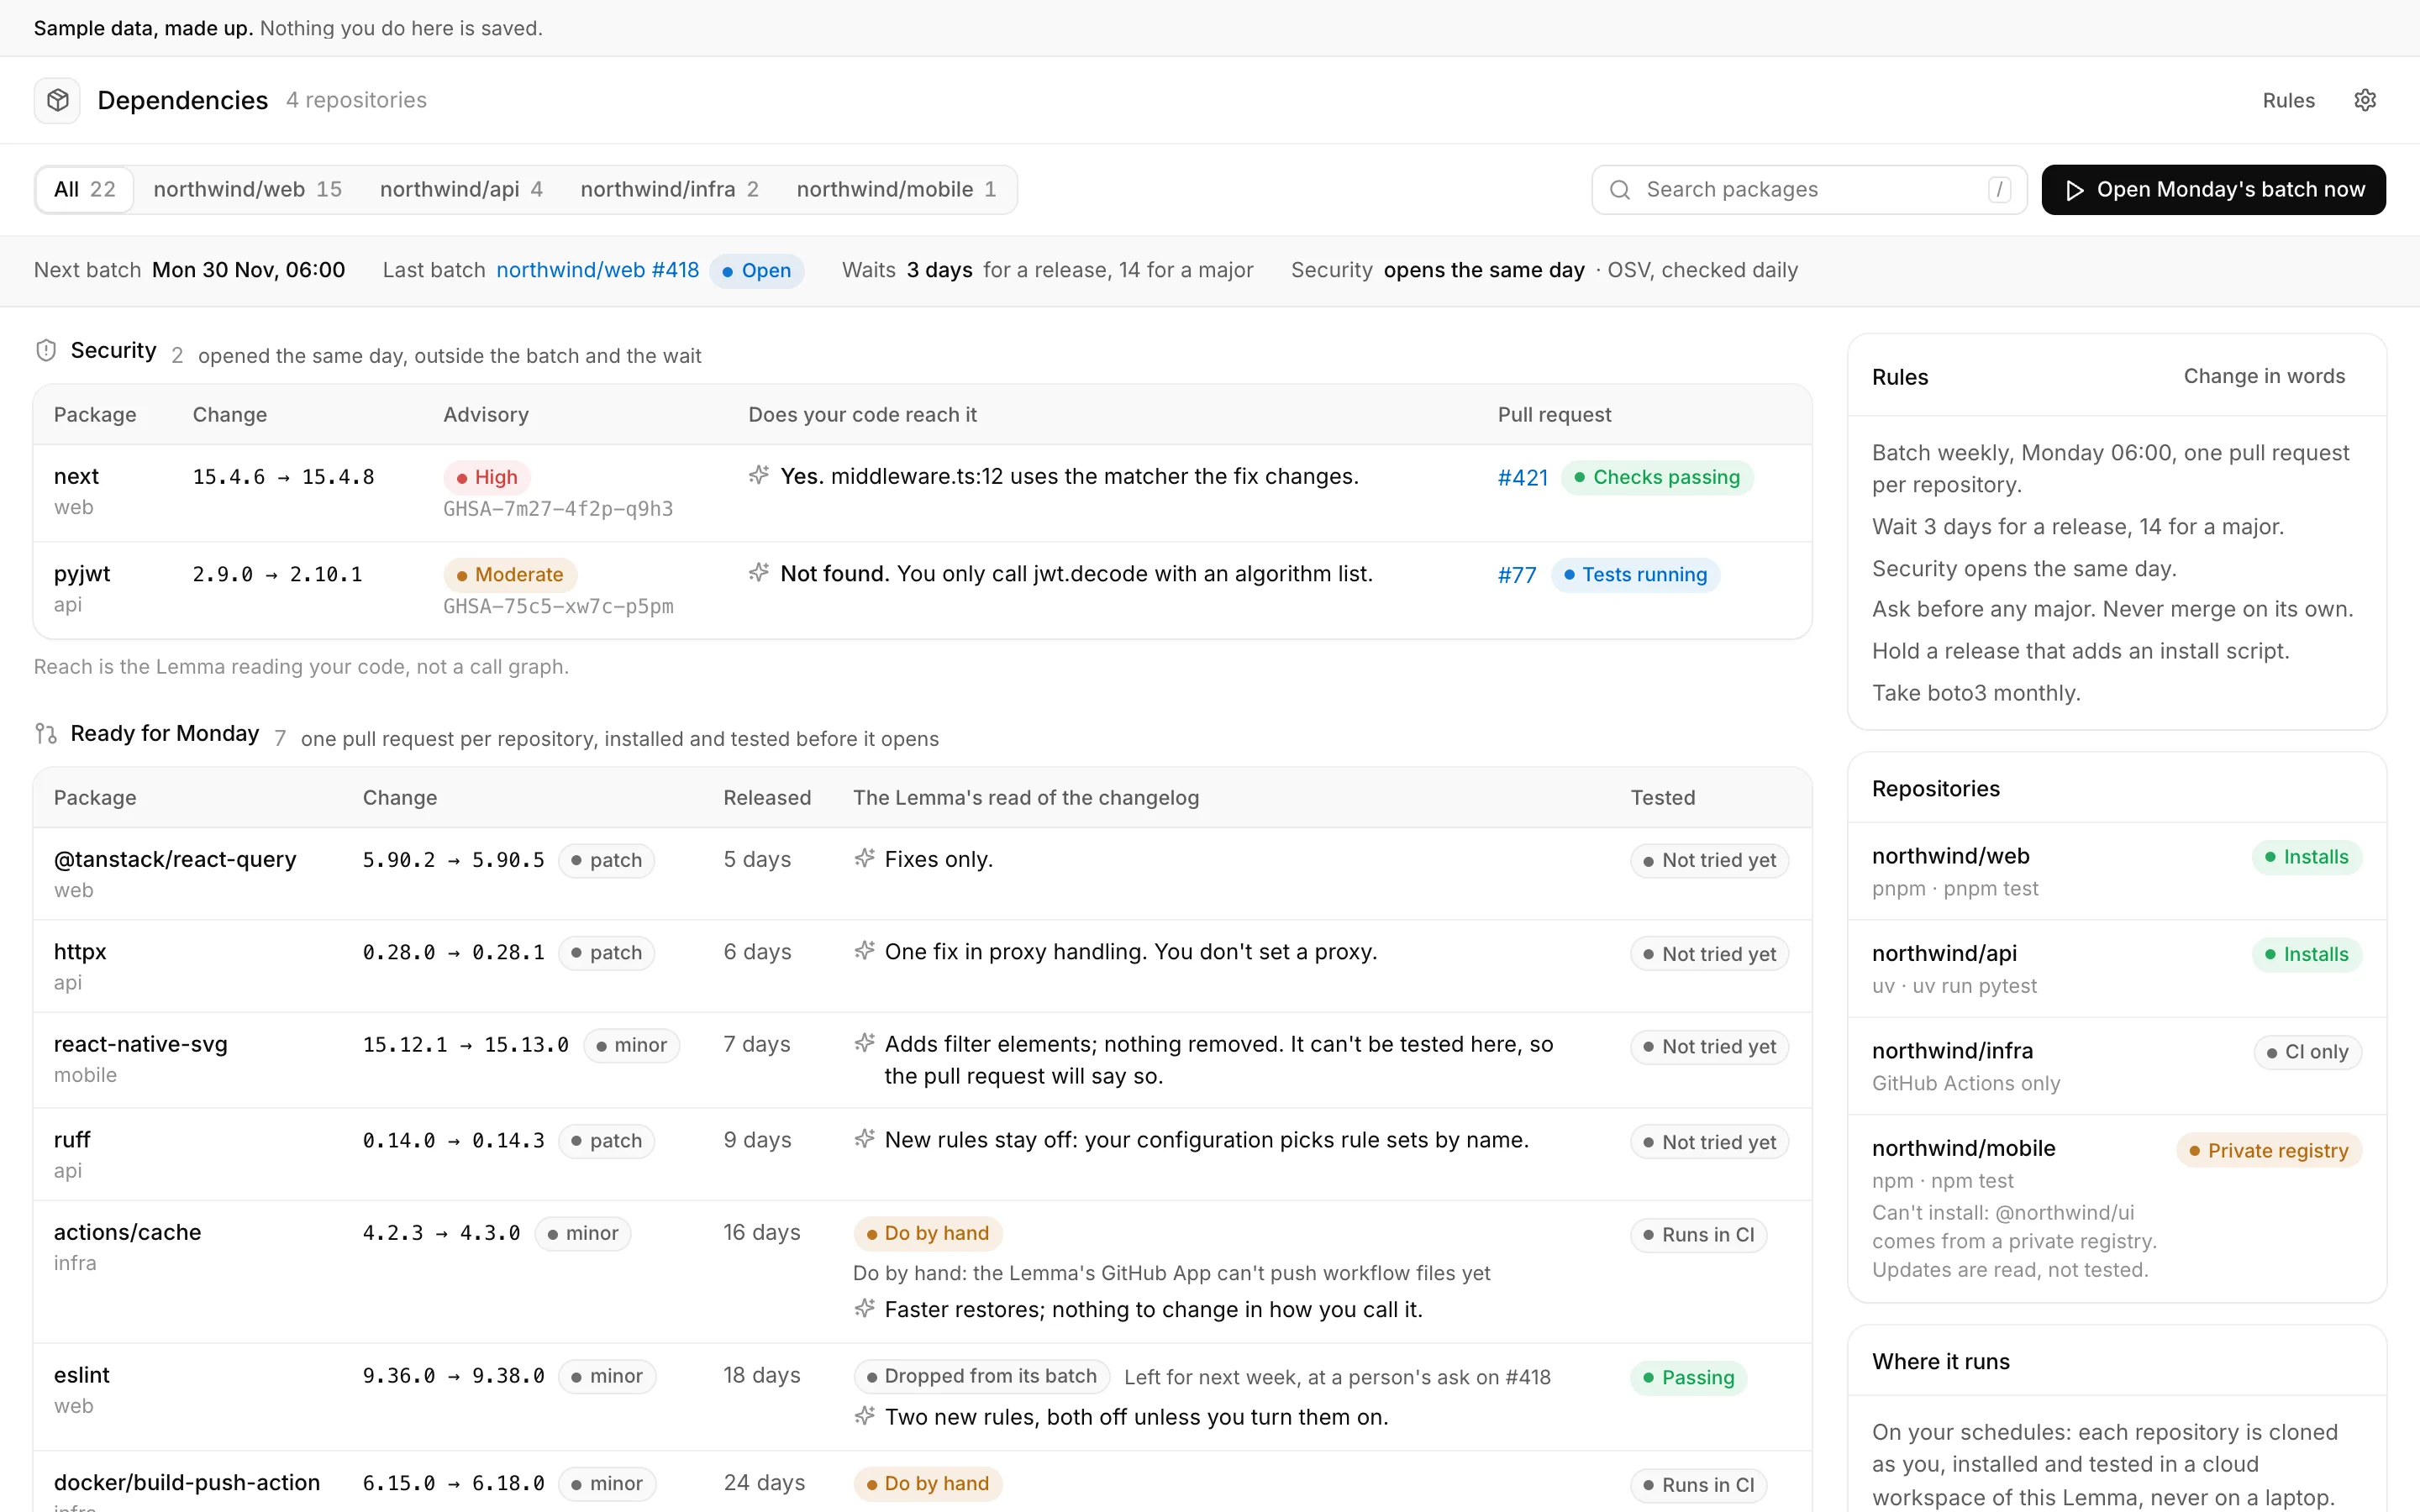 Sample data, made up. Nothing you do here is saved.
Dependencies 4 repositories
Rules
All 22 northwind/web 15 northwind/api 4 northwind/infra 2 northwind/mobile 1
Search packages /
Open Monday's batch now
Next batch Mon 30 Nov, 06:00 Last batch northwind/web #418 Open Waits 3 days for a release, 14 for a major Security opens the same day · OSV, checked daily
Security 2 opened the same day, outside the batch and the wait
Package Change Advisory Does your code reach it Pull request
next 15.4.6 → 15.4.8 High Yes. middleware.ts:12 uses the matcher the fix changes. #421 Checks passing
web GHSA-7m27-4f2p-q9h3
pyjwt 2.9.0 → 2.10.1 Moderate Not found. You only call jwt.decode with an algorithm list. #77 Tests running
api GHSA-75c5-xw7c-p5pm
Reach is the Lemma reading your code, not a call graph.
Ready for Monday 7 one pull request per repository, installed and tested before it opens
Package Change Released The Lemma's read of the changelog Tested
@tanstack/react-query 5.90.2 → 5.90.5 patch 5 days Fixes only. Not tried yet
web
httpx 0.28.0 → 0.28.1 patch 6 days One fix in proxy handling. You don't set a proxy. Not tried yet
api
react-native-svg 15.12.1 → 15.13.0 minor 7 days Adds filter elements; nothing removed. It can't be tested here, so Not tried yet
mobile the pull request will say so.
ruff 0.14.0 → 0.14.3 patch 9 days New rules stay off: your configuration picks rule sets by name. Not tried yet
api
actions/cache 4.2.3 → 4.3.0 minor 16 days Do by hand Runs in CI
infra
Do by hand: the Lemma's GitHub App can't push workflow files yet
Faster restores; nothing to change in how you call it.
eslint 9.36.0 → 9.38.0 minor 18 days Dropped from its batch Left for next week, at a person's ask on #418 Passing
web
Two new rules, both off unless you turn them on.
docker/build-push-action 6.15.0 → 6.18.0 minor 24 days Do by hand Runs in CI
infra
Rules Change in words
Batch weekly, Monday 06:00, one pull request
per repository.
Wait 3 days for a release, 14 for a major.
Security opens the same day.
Ask before any major. Never merge on its own.
Hold a release that adds an install script.
Take boto3 monthly.
Repositories
northwind/web Installs
pnpm · pnpm test
northwind/api Installs
uv · uv run pytest
northwind/infra CI only
GitHub Actions only
northwind/mobile Private registry
npm · npm test
Can't install: @northwind/ui
comes from a private registry.
Updates are read, not tested.
Where it runs
On your schedules: each repository is cloned
as you, installed and tested in a cloud
workspace of this Lemma, never on a laptop.